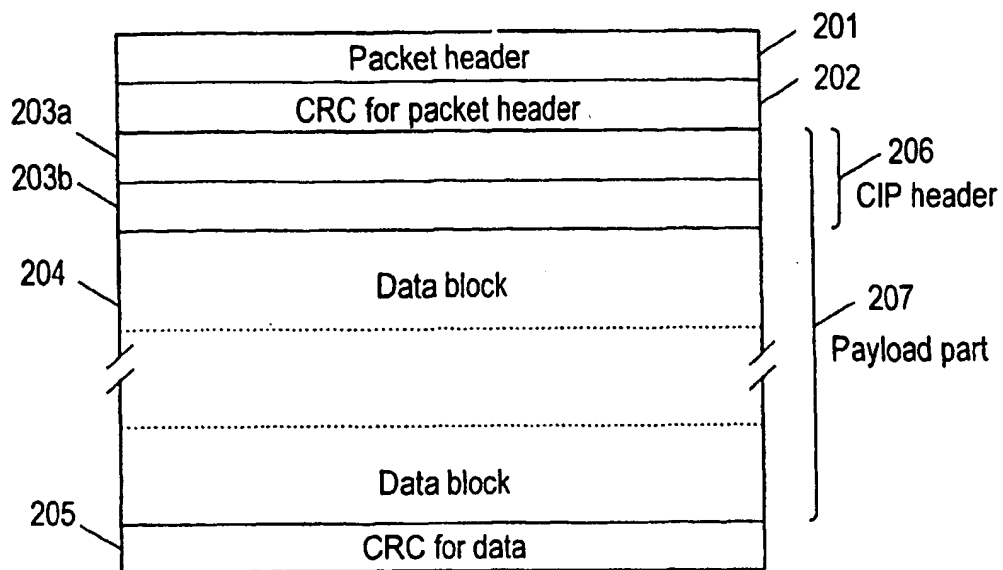 201
Packet header
202
CRC for packet header
203a
206
CIP header
203b
204
Data block
207
Payload part
Data block
205
CRC for data